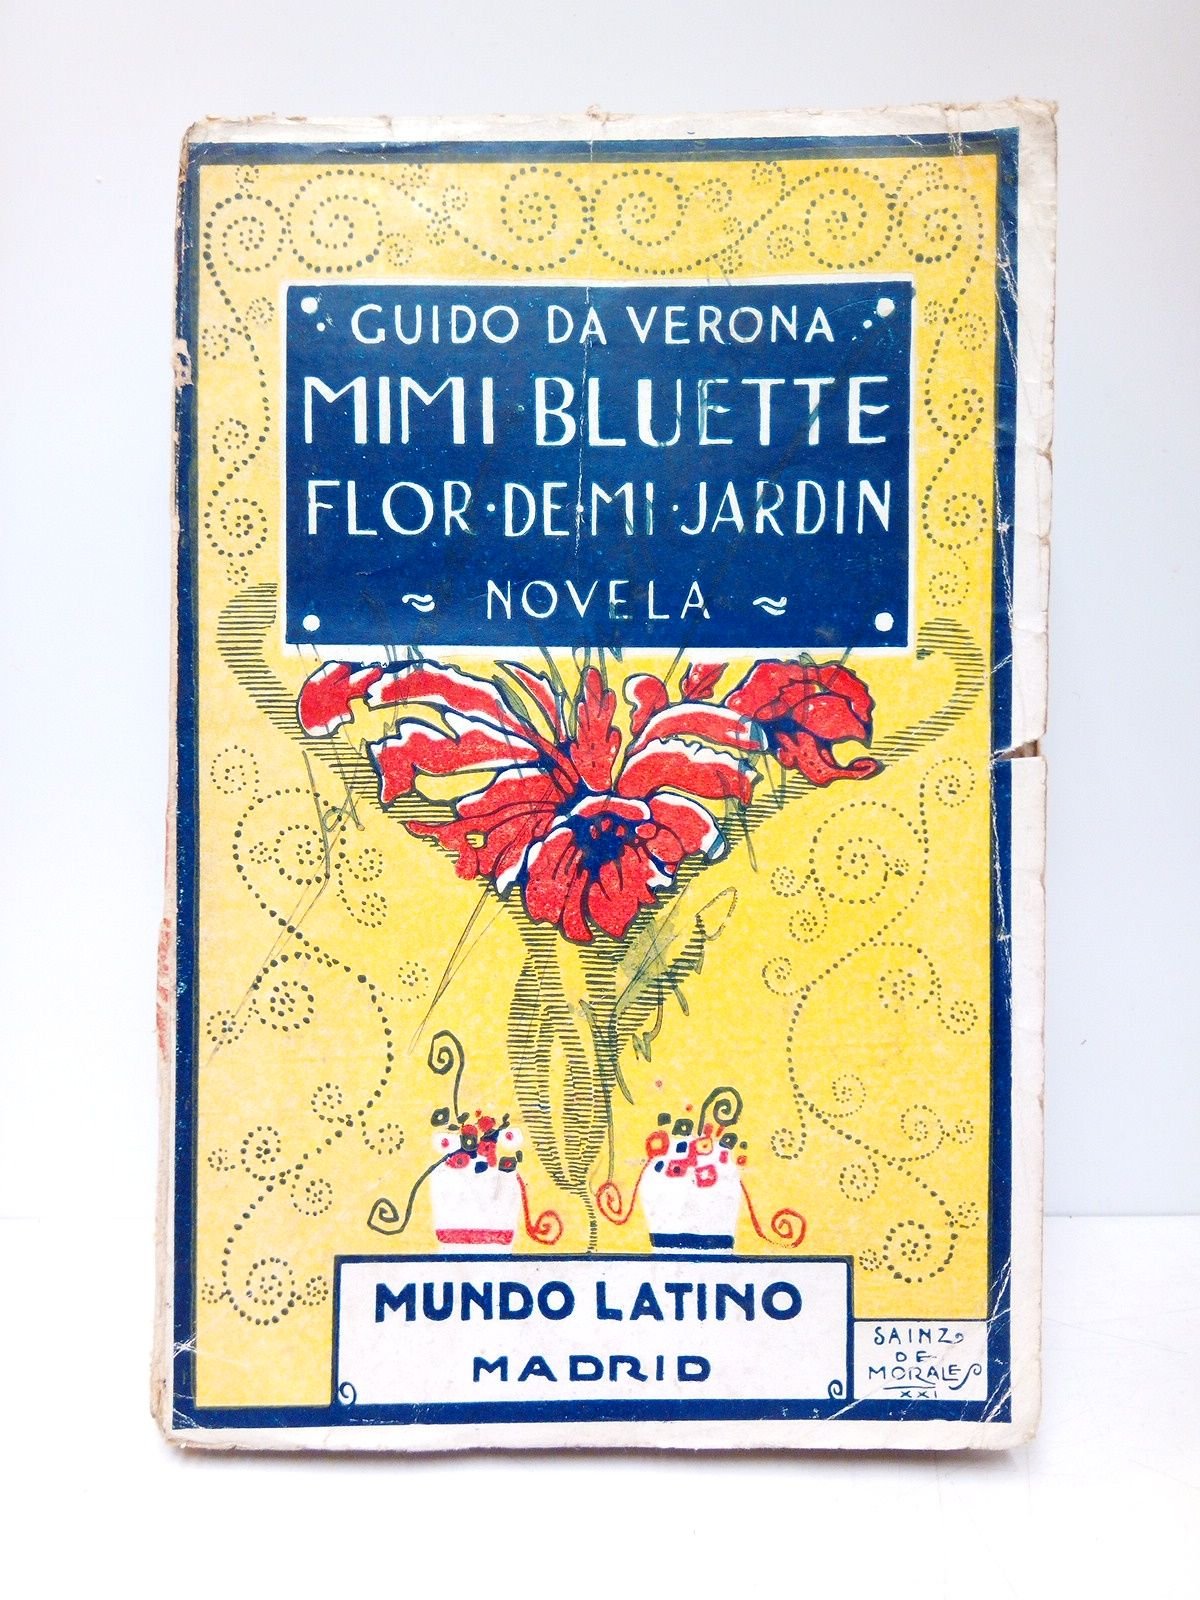 GUIDO DA VERONA
MIMI BLUETTE
FLOR·DE·MI·JARDIN
~ NOVELA ~
MUNDO LATINO
MADRID
SAINZ
DE
MORALES
XXI